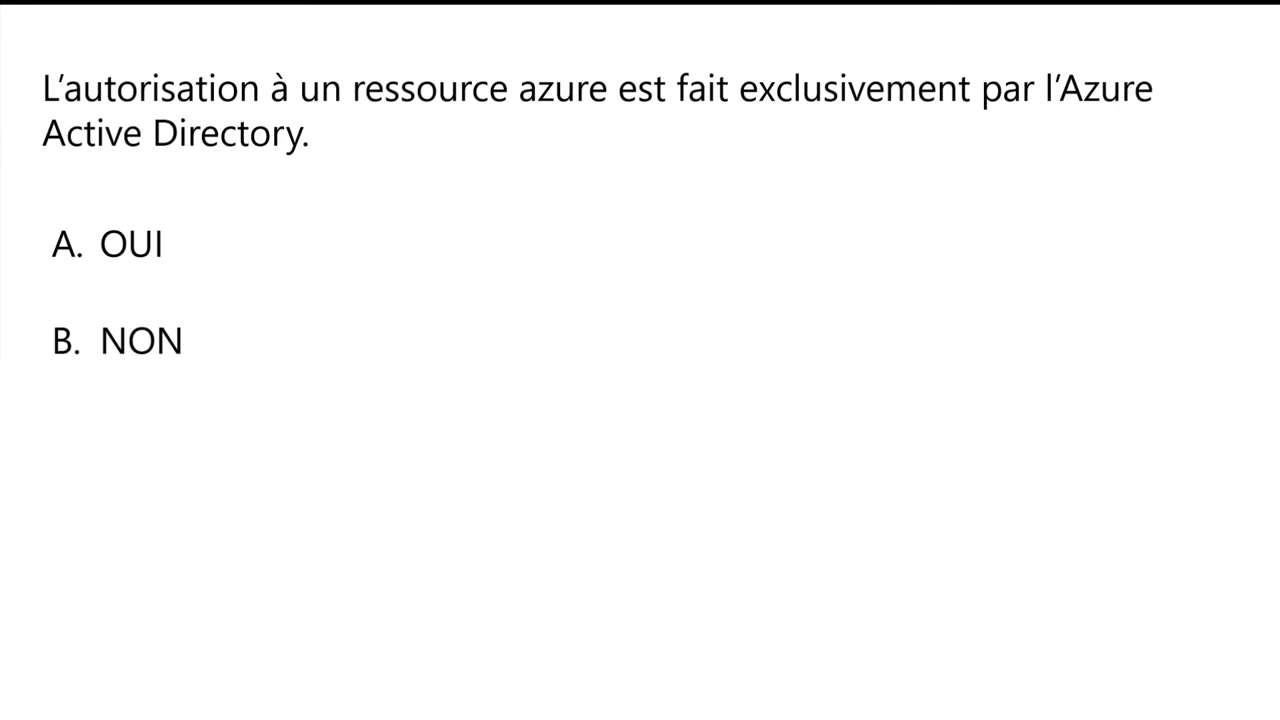 L’autorisation à un ressource azure est fait exclusivement par l’Azure
Active Directory.
A. OUI
B. NON